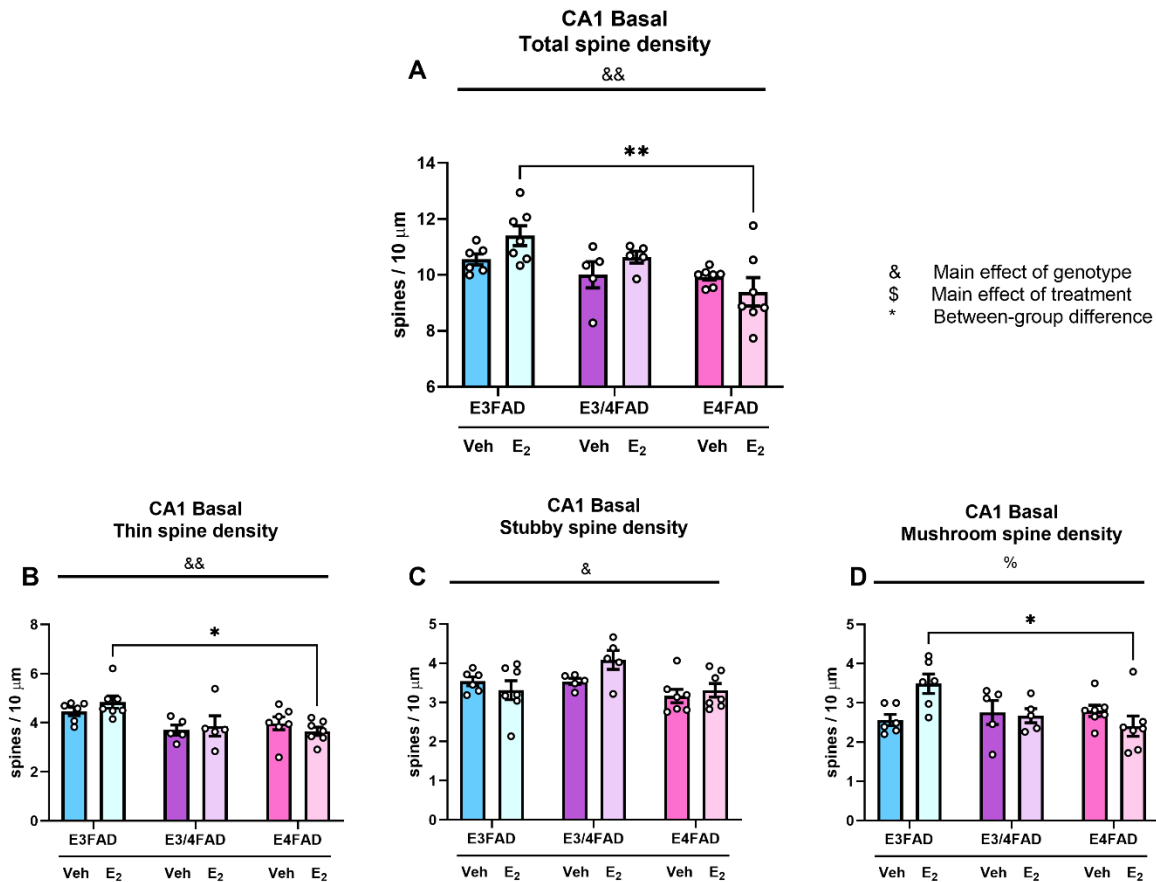 CA1 Basal
Total spine density
A
&&
**
spines / 10 μm
14
12
10
8
6
E3FAD E3/4FAD E4FAD
Veh E₂ Veh E₂ Veh E₂
& Main effect of genotype
$ Main effect of treatment
* Between-group difference
CA1 Basal
Thin spine density
B
&&
*
spines / 10 μm
8
6
4
2
0
E3FAD E3/4FAD E4FAD
Veh E₂ Veh E₂ Veh E₂
CA1 Basal
Stubby spine density
C
&
spines / 10 μm
5
4
3
2
1
0
E3FAD E3/4FAD E4FAD
Veh E₂ Veh E₂ Veh E₂
CA1 Basal
Mushroom spine density
D
%
*
spines / 10 μm
5
4
3
2
1
0
E3FAD E3/4FAD E4FAD
Veh E₂ Veh E₂ Veh E₂